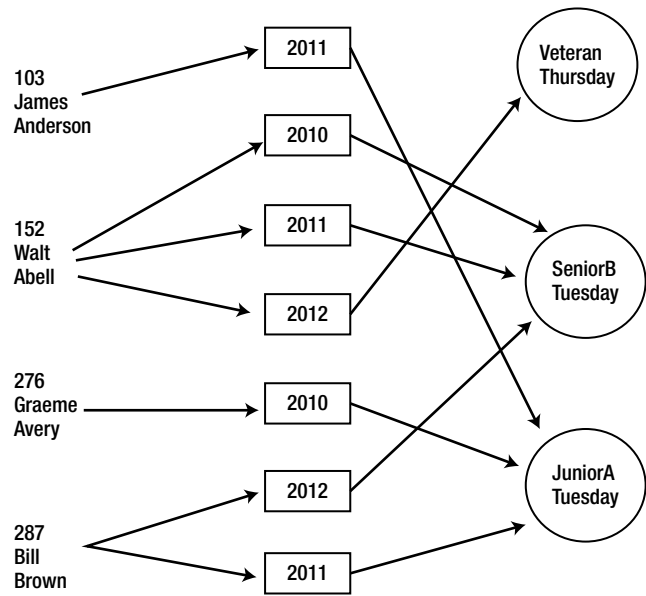 103
James
Anderson
152
Walt
Abell
276
Graeme
Avery
287
Bill
Brown
2011
2010
2011
2012
2010
2012
2011
Veteran
Thursday
SeniorB
Tuesday
JuniorA
Tuesday